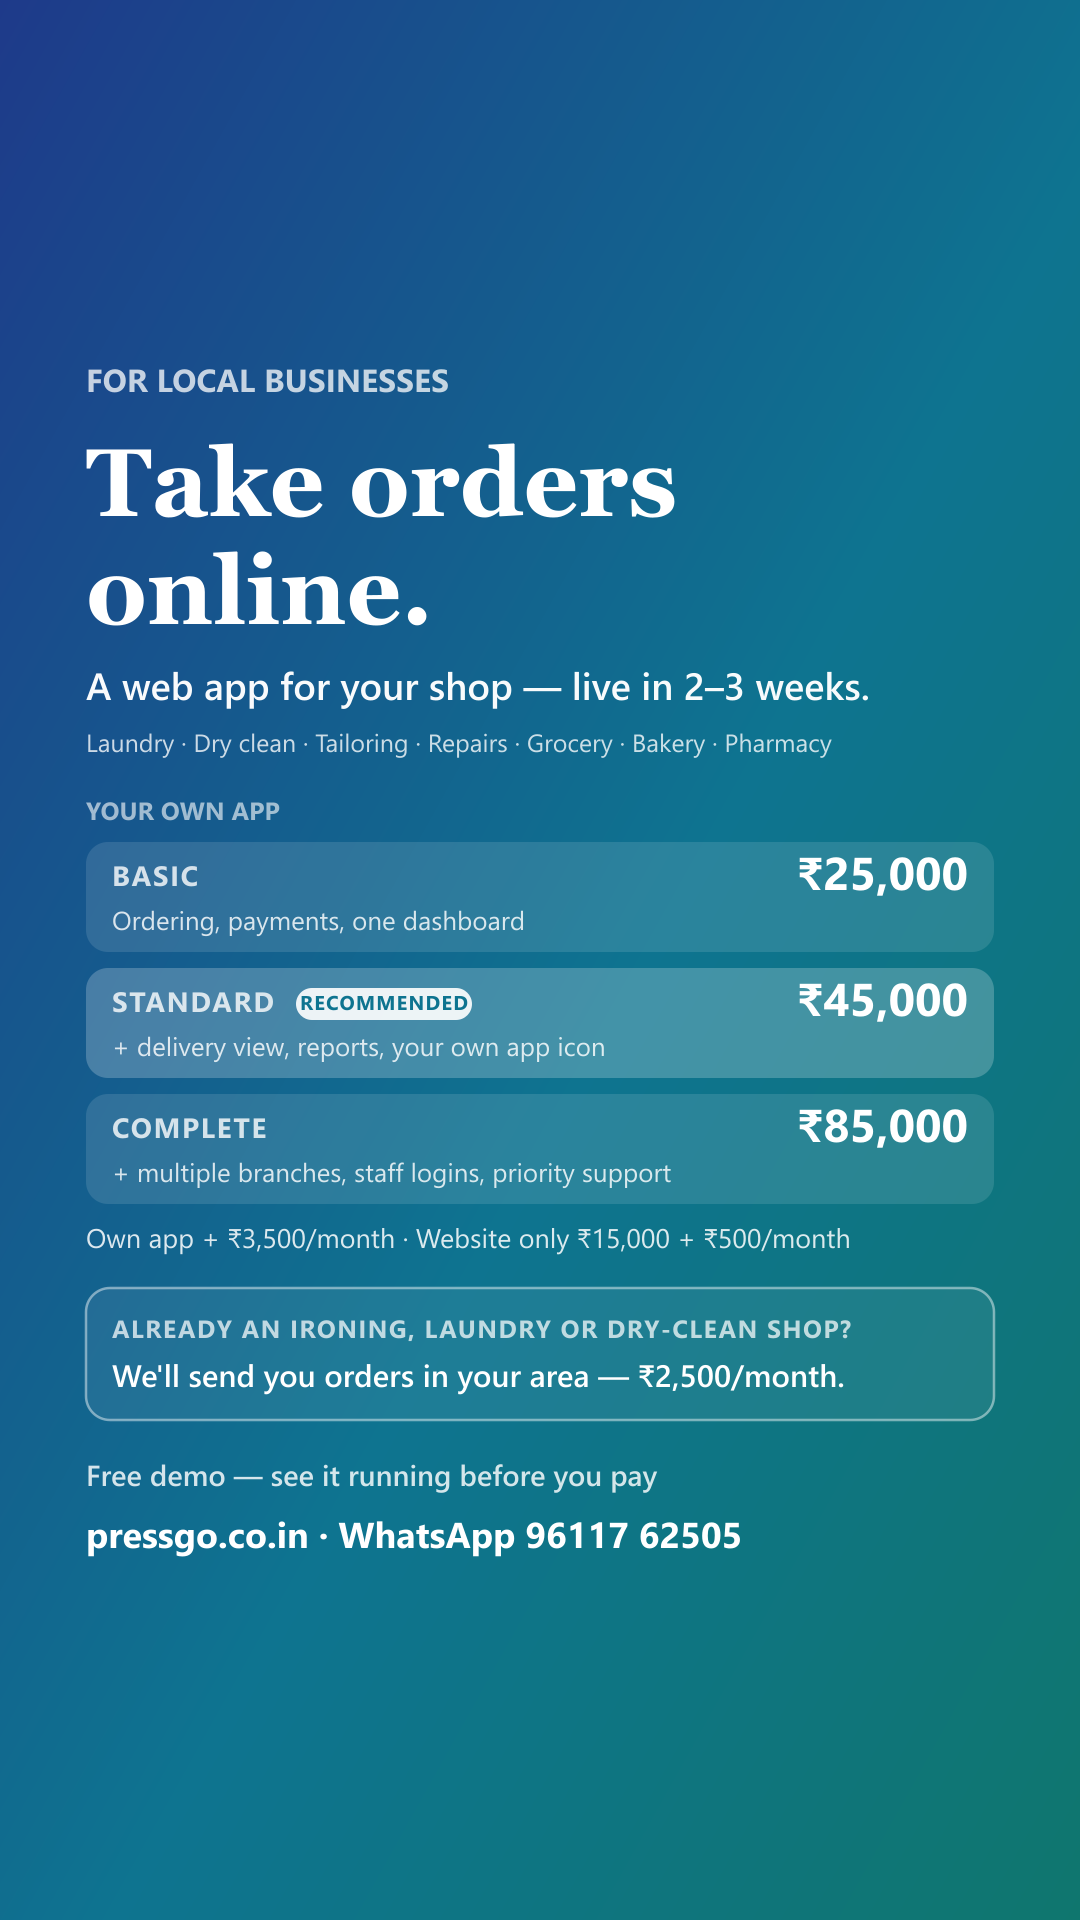 FOR LOCAL BUSINESSES
Take orders
online.
A web app for your shop — live in 2–3 weeks.
Laundry · Dry clean · Tailoring · Repairs · Grocery · Bakery · Pharmacy
YOUR OWN APP
BASIC ₹25,000
Ordering, payments, one dashboard
STANDARD RECOMMENDED ₹45,000
+ delivery view, reports, your own app icon
COMPLETE ₹85,000
+ multiple branches, staff logins, priority support
Own app + ₹3,500/month · Website only ₹15,000 + ₹500/month
ALREADY AN IRONING, LAUNDRY OR DRY-CLEAN SHOP?
We'll send you orders in your area — ₹2,500/month.
Free demo — see it running before you pay
pressgo.co.in · WhatsApp 96117 62505